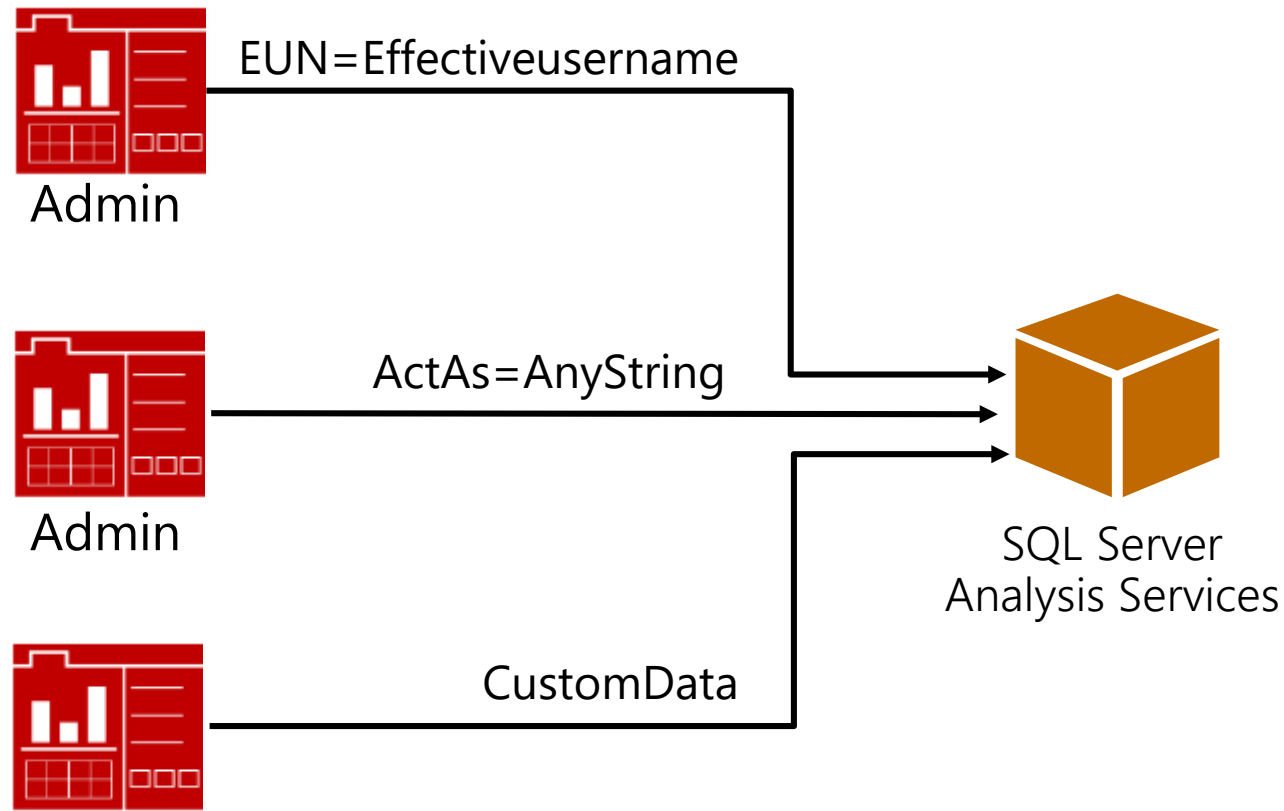 EUN=Effectiveusername
Admin
ActAs=AnyString
Admin
SQL Server
Analysis Services
CustomData